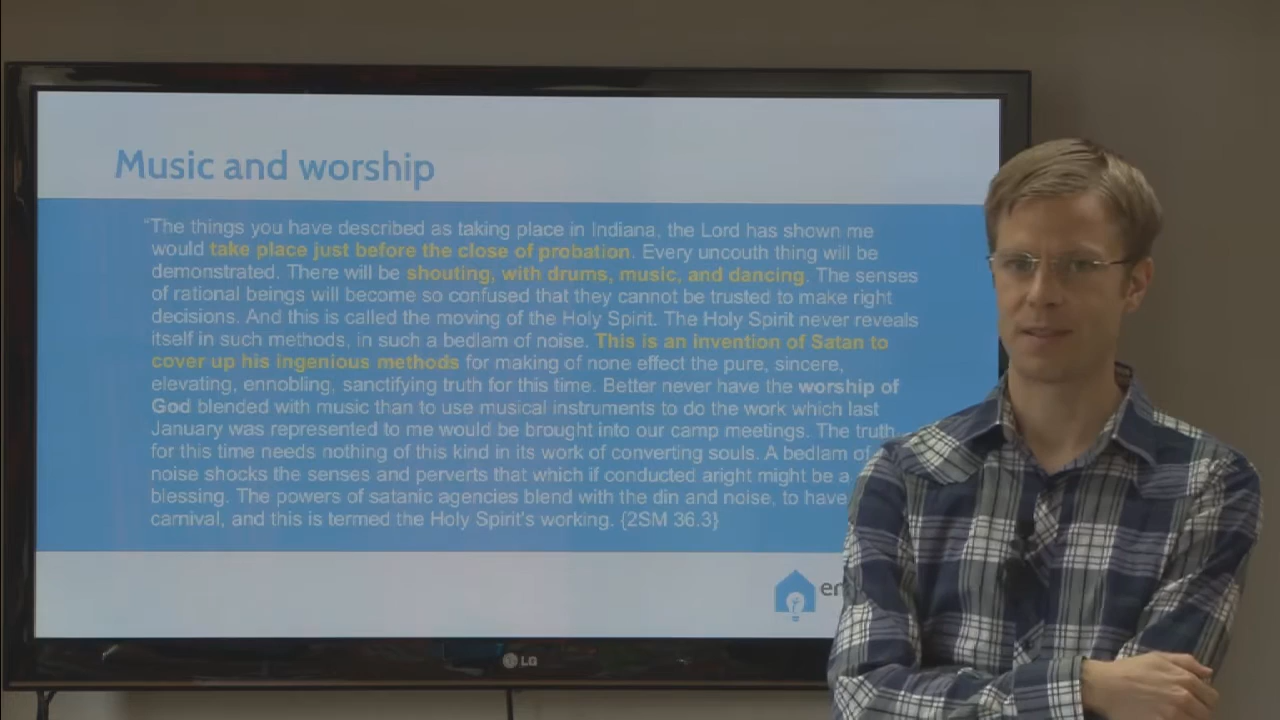 Music and worship
“The things you have described as taking place in Indiana, the Lord has shown me
would take place just before the close of probation. Every uncouth thing will be
demonstrated. There will be shouting, with drums, music, and dancing. The senses
of rational beings will become so confused that they cannot be trusted to make right
decisions. And this is called the moving of the Holy Spirit. The Holy Spirit never reveals
itself in such methods, in such a bedlam of noise. This is an invention of Satan to
cover up his ingenious methods for making of none effect the pure, sincere,
elevating, ennobling, sanctifying truth for this time. Better never have the worship of
God blended with music than to use musical instruments to do the work which last
January was represented to me would be brought into our camp meetings. The truth
for this time needs nothing of this kind in its work of converting souls. A bedlam of
noise shocks the senses and perverts that which if conducted aright might be a
blessing. The powers of satanic agencies blend with the din and noise, to have
carnival, and this is termed the Holy Spirit's working. {2SM 36.3}
LG